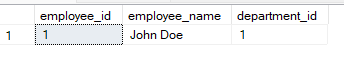 employee_id employee_name department_id
1 1 John Doe 1